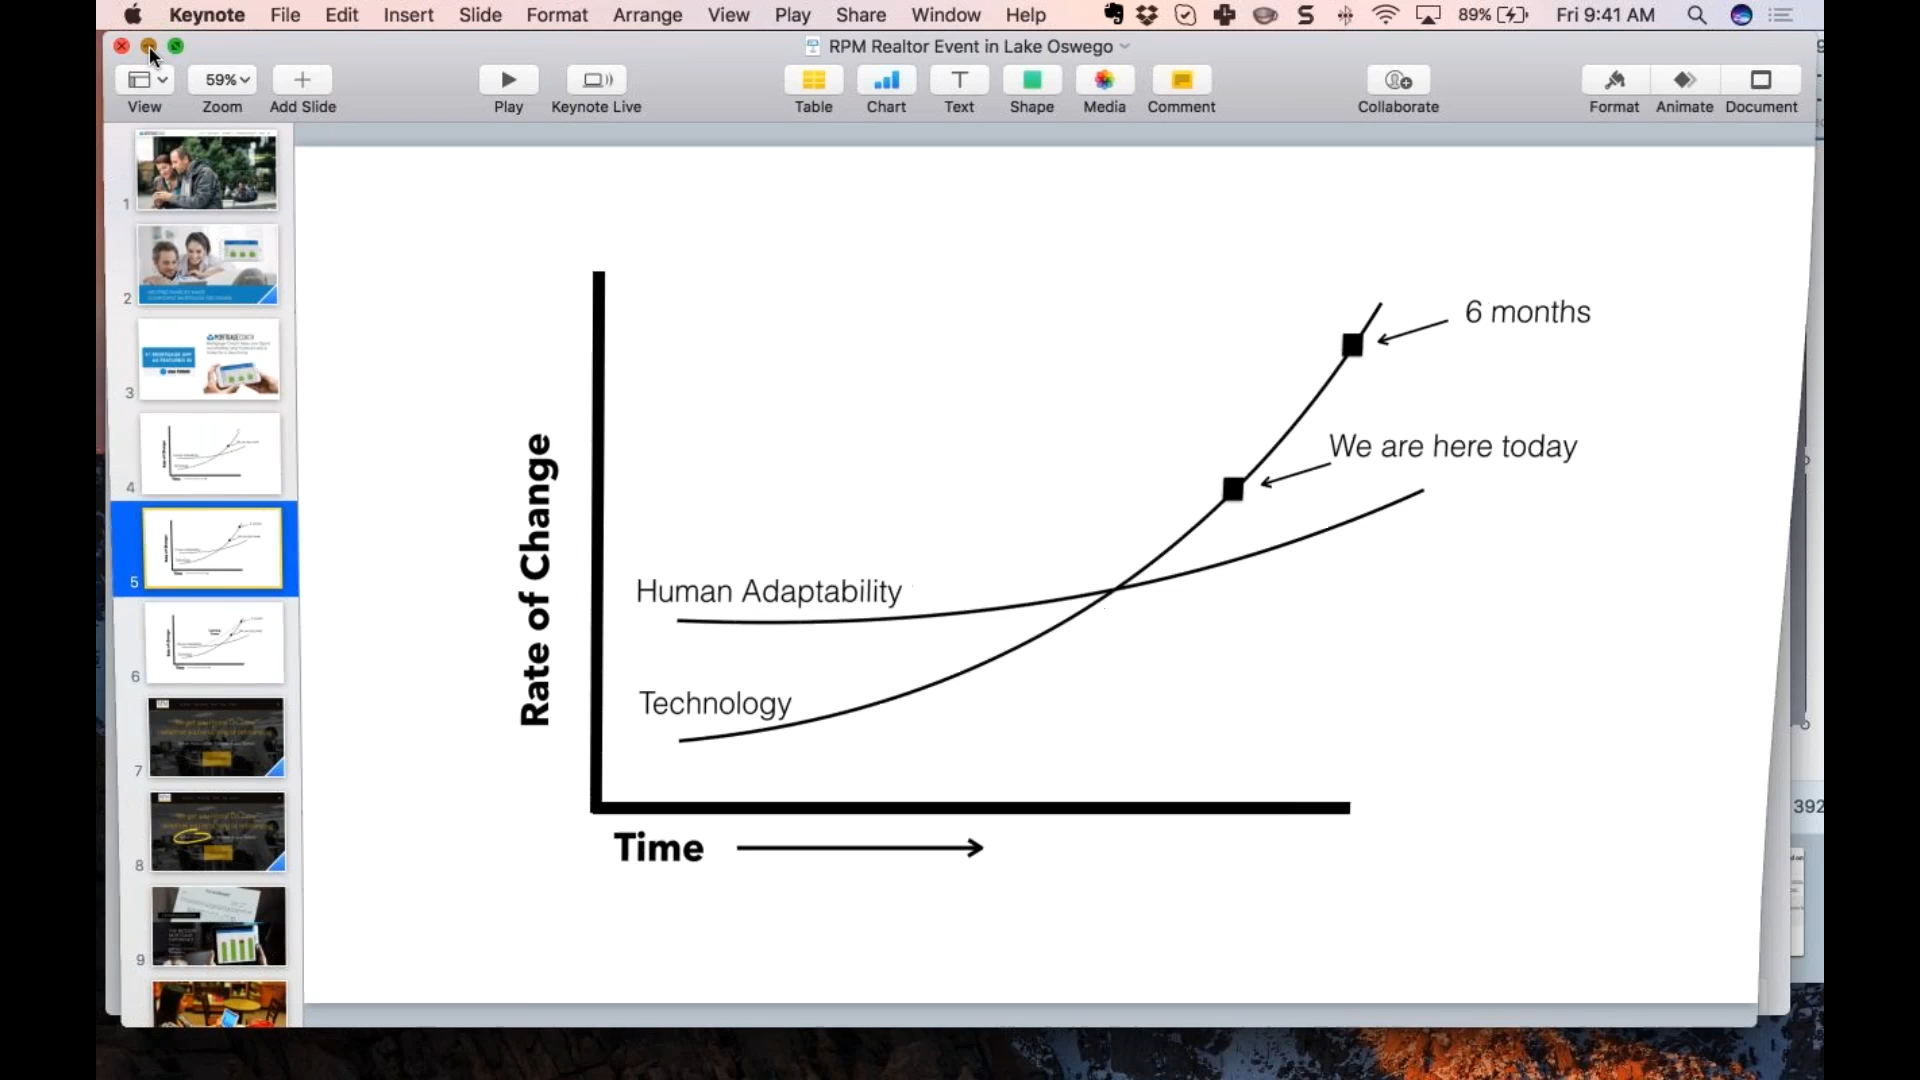 Keynote File Edit Insert Slide Format Arrange View Play Share Window Help 89% Fri 9:41 AM
RPM Realtor Event in Lake Oswego
59%
View Zoom Add Slide Play Keynote Live Table Chart Text Shape Media Comment Collaborate Format Animate Document
1
2
3
4
5
6
7
8
9
MORTGAGECOACH
6 months
We are here today
Human Adaptability
Technology
Rate of Change
Time
392